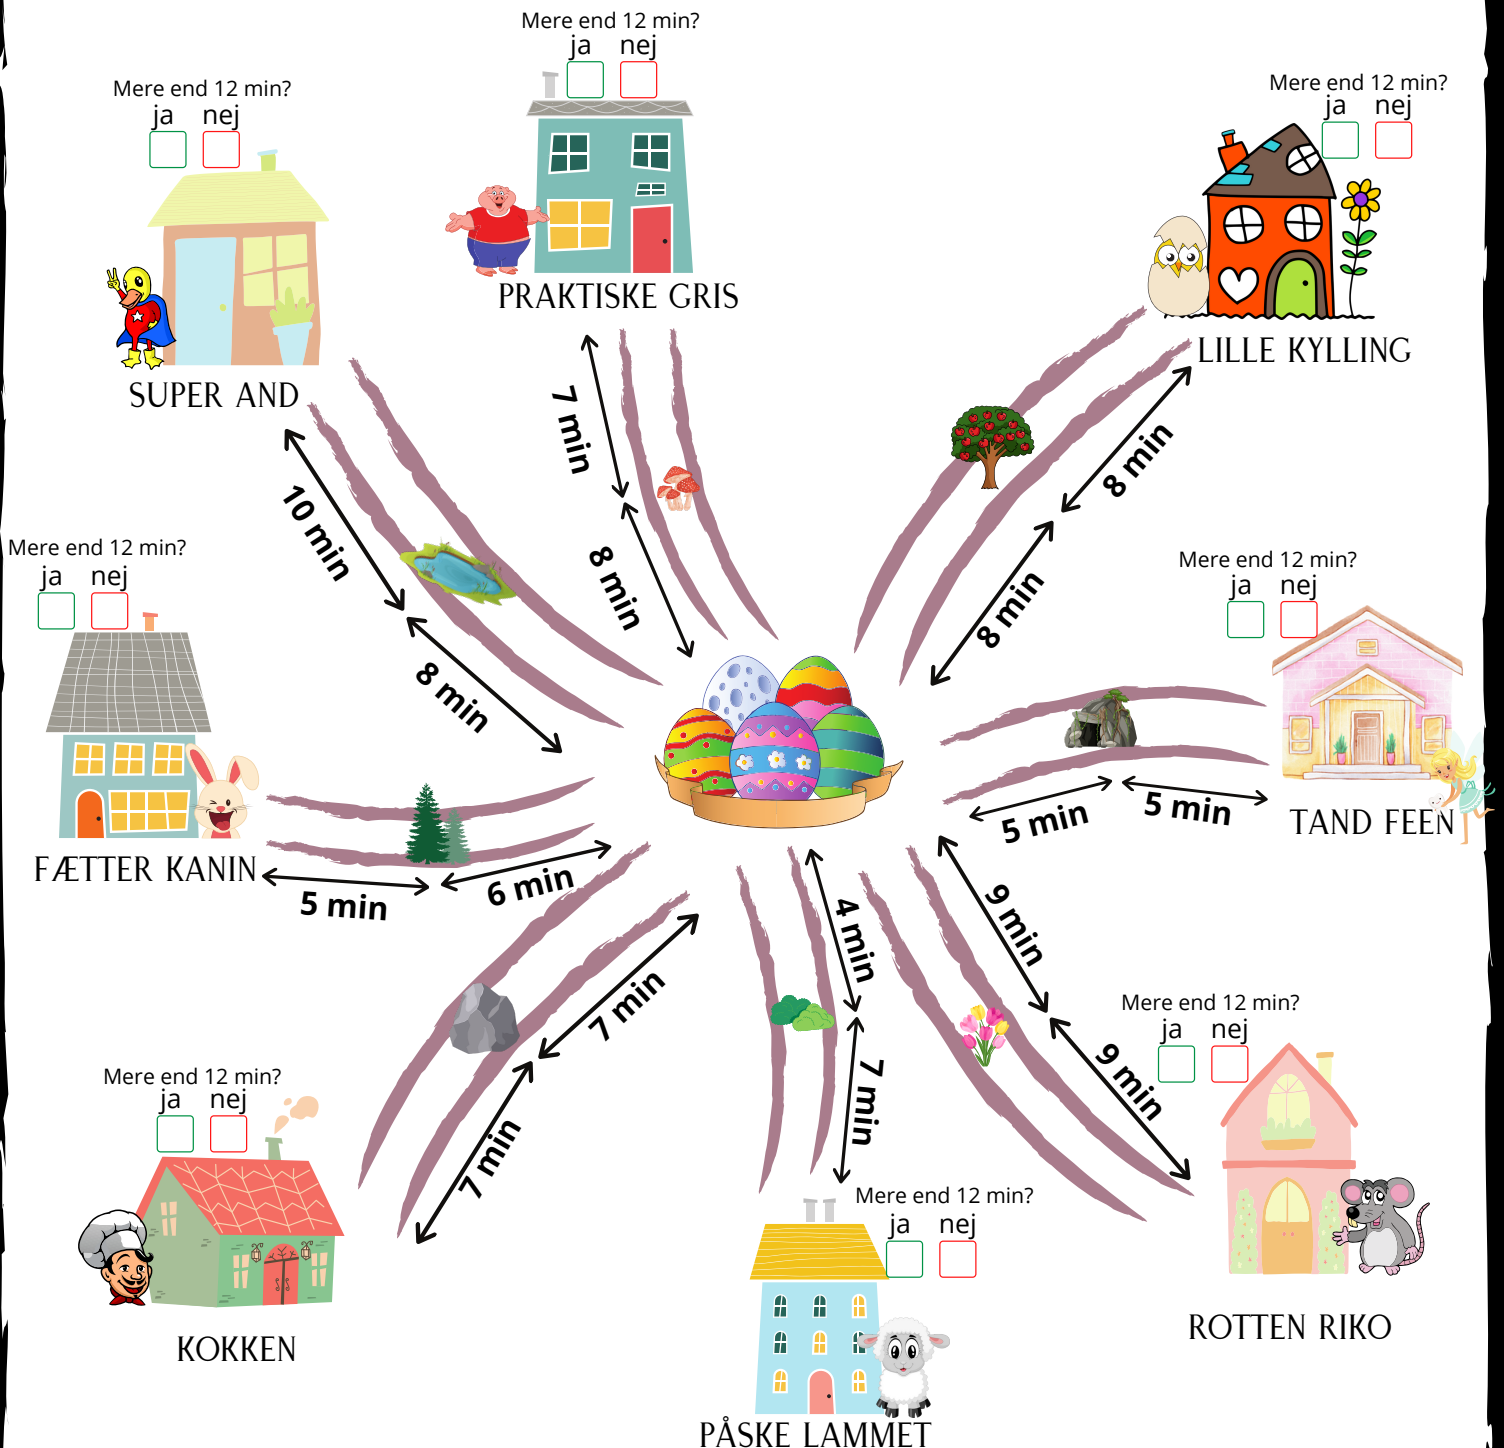 Mere end 12 min?
ja nej
PRAKTISKE GRIS
7 min
8 min
Mere end 12 min?
ja nej
SUPER AND
10 min
8 min
Mere end 12 min?
ja nej
LILLE KYLLING
8 min
8 min
Mere end 12 min?
ja nej
FÆTTER KANIN
5 min
6 min
Mere end 12 min?
ja nej
TAND FEEN
5 min
5 min
Mere end 12 min?
ja nej
KOKKEN
7 min
7 min
Mere end 12 min?
ja nej
PÅSKE LAMMET
4 min
7 min
Mere end 12 min?
ja nej
ROTTEN RIKO
9 min
9 min